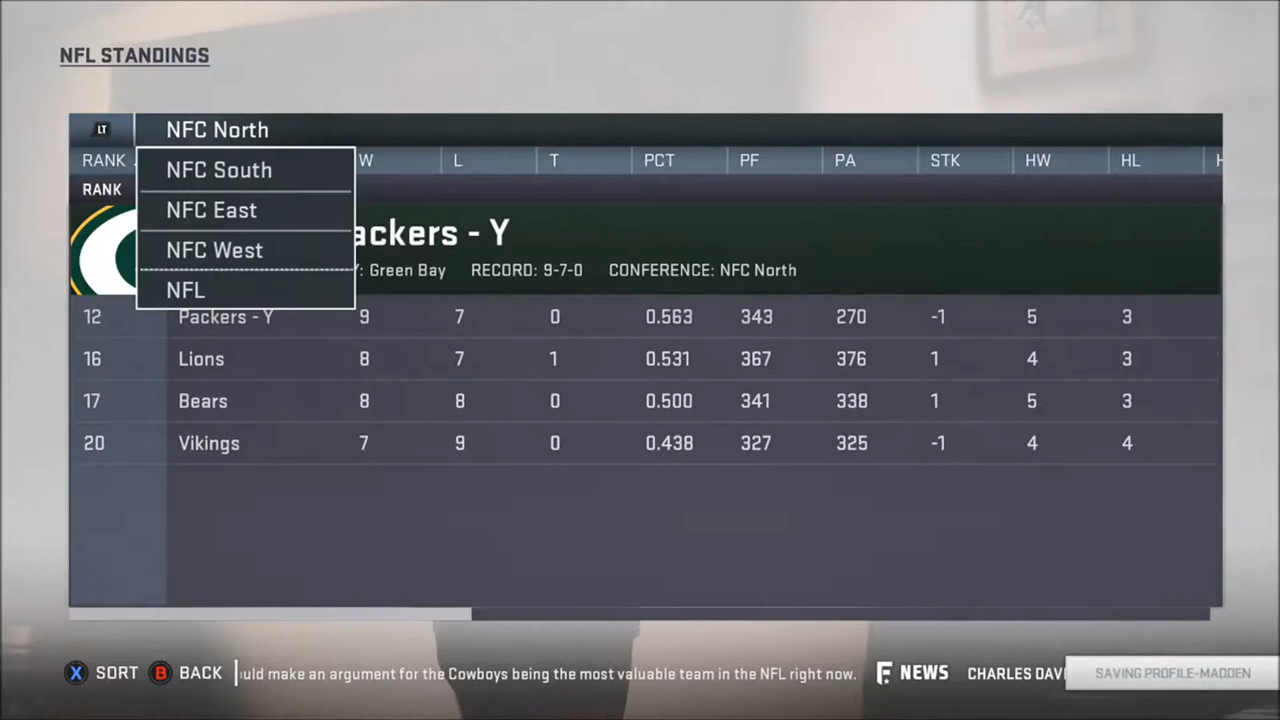 NFL STANDINGS
LT NFC North
RANK W L T PCT PF PA STK HW HL
RANK
NFC South
NFC East
NFC West
NFL
ackers - Y
Green Bay RECORD: 9-7-0 CONFERENCE: NFC North
12 Packers - Y 9 7 0 0.563 343 270 -1 5 3
16 Lions 8 7 1 0.531 367 376 1 4 3
17 Bears 8 8 0 0.500 341 338 1 5 3
20 Vikings 7 9 0 0.438 327 325 -1 4 4
X SORT B BACK uld make an argument for the Cowboys being the most valuable team in the NFL right now. F NEWS CHARLES DAVI SAVING PROFILE-MADDEN